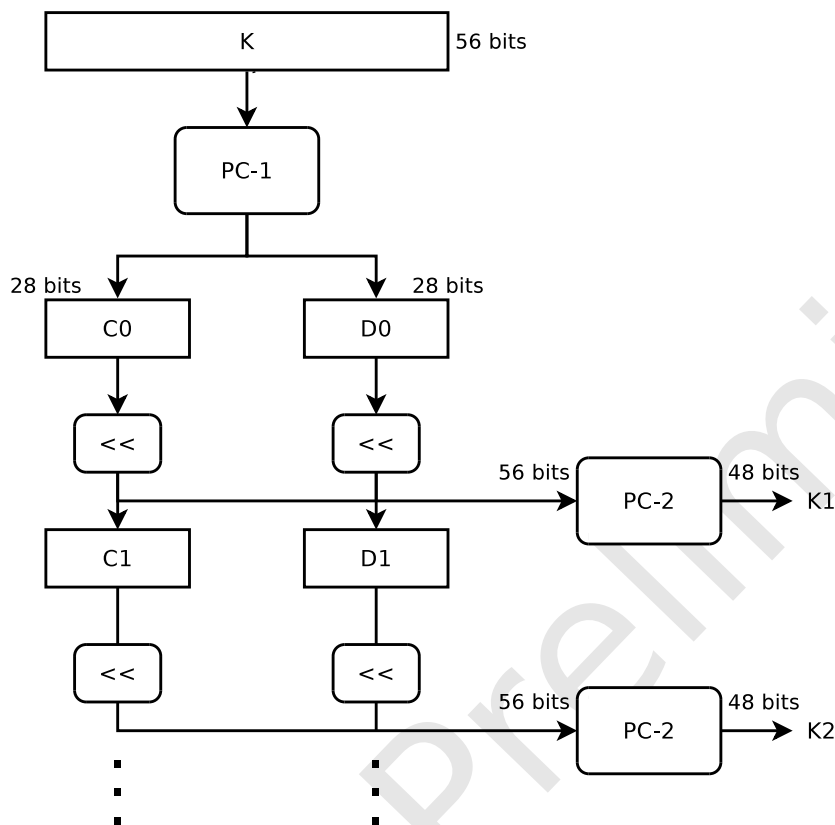 K
56 bits
PC-1
28 bits
28 bits
C0
D0
<<
<<
56 bits
48 bits
PC-2
K1
C1
D1
<<
<<
56 bits
48 bits
PC-2
K2
Prelmi